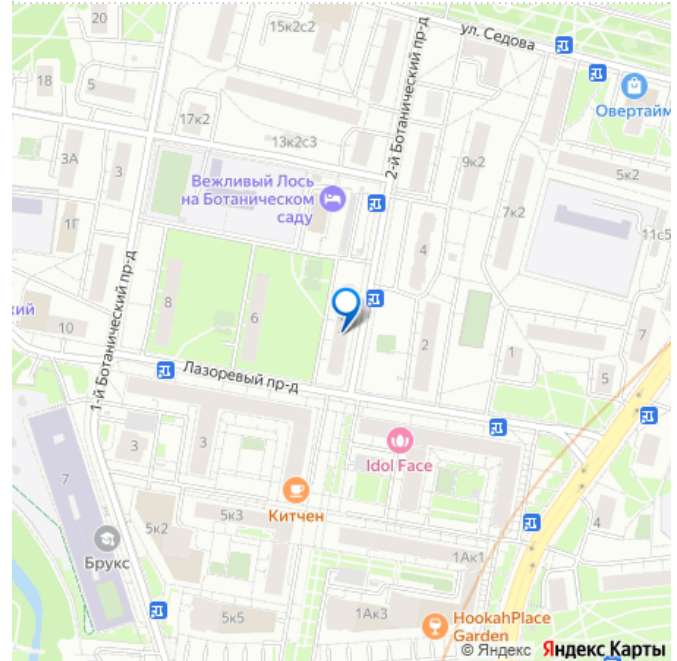 20
15к2с2
ул. Седова
2-й Ботанический пр-д
18
5
Овертайм
17к2
13к2с3
9к2
3А
3
5к2
Вежливый Лось
на Ботаническом
саду
7к2
1Г
4
11с5
1-й Ботанический пр-д
8
6
кий
10
2
7
1
5
Лазоревый пр-д
3
3
Idol Face
7
Китчен
5к3
5к2
4
Брукс
1Ак1
5к5
1Ак3
HookahPlace
Garden
© Яндекс Яндекс Карты